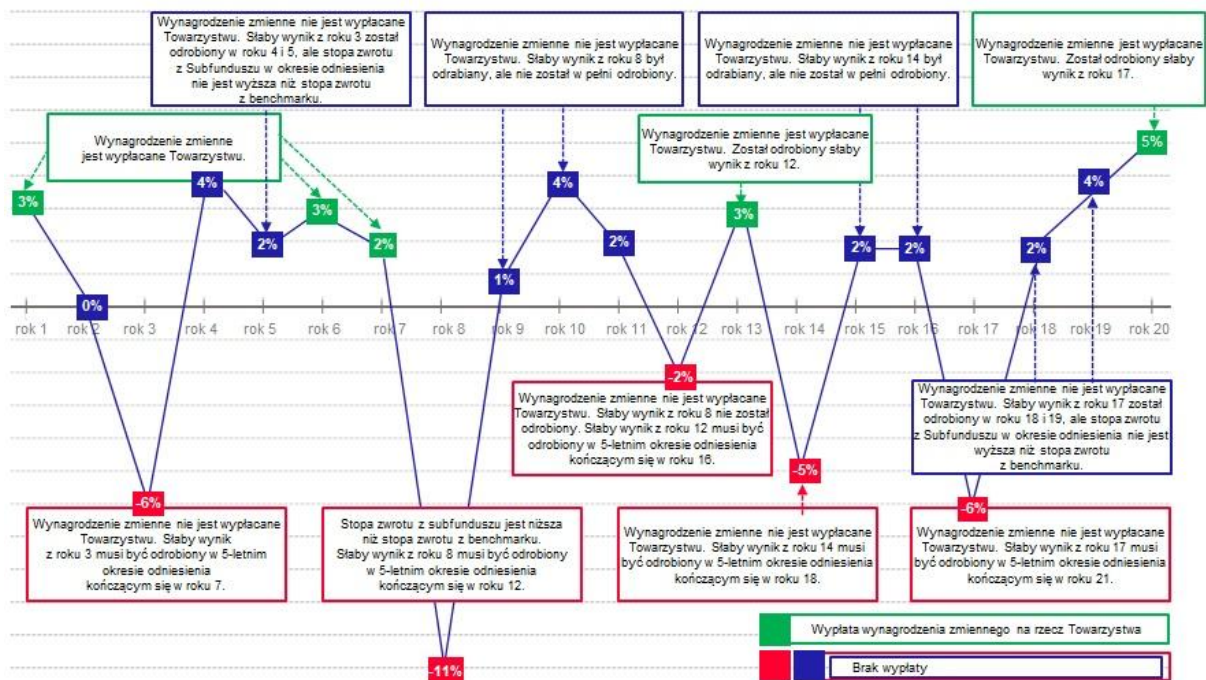 Wynagrodzenie zmienne nie jest wypłacane
Towarzystwu. Słaby wynik z roku 3 został
odrobiony w roku 4 i 5, ale stopa zwrotu
z Subfunduszu w okresie odniesienia
nie jest wyższa niż stopa zwrotu
z benchmarku.
Wynagrodzenie zmienne nie jest wypłacane
Towarzystwu. Słaby wynik z roku 8 był
odrabiany, ale nie został w pełni odrobiony.
Wynagrodzenie zmienne nie jest wypłacane
Towarzystwu. Słaby wynik z roku 14 był
odrabiany, ale nie został w pełni odrobiony.
Wynagrodzenie zmienne jest wypłacane
Towarzystwu. Został odrobiony słaby
wynik z roku 17.
Wynagrodzenie zmienne
jest wypłacane Towarzystwu.
Wynagrodzenie zmienne jest wypłacane
Towarzystwu. Został odrobiony słaby
wynik z roku 12.
3%
0%
-6%
4%
2%
3%
2%
-11%
1%
4%
2%
-2%
3%
-5%
2%
2%
-6%
2%
4%
5%
rok 1
rok 2
rok 3
rok 4
rok 5
rok 6
rok 7
rok 8
rok 9
rok 10
rok 11
rok 12
rok 13
rok 14
rok 15
rok 16
rok 17
rok 18
rok 19
rok 20
Wynagrodzenie zmienne nie jest wypłacane
Towarzystwu. Słaby wynik z roku 8 nie został
odrobiony. Słaby wynik z roku 12 musi być
odrobiony w 5-letnim okresie odniesienia
kończącym się w roku 16.
Wynagrodzenie zmienne nie jest wypłacane
Towarzystwu. Słaby wynik z roku 17 został
odrobiony w roku 18 i 19, ale stopa zwrotu
z Subfunduszu w okresie odniesienia nie jest
wyższa niż stopa zwrotu
z benchmarku.
Wynagrodzenie zmienne nie jest wypłacane
Towarzystwu. Słaby wynik
z roku 3 musi być odrobiony w 5-letnim
okresie odniesienia
kończącym się w roku 7.
Stopa zwrotu z subfunduszu jest niższa
niż stopa zwrotu z benchmarku.
Słaby wynik z roku 8 musi być odrobiony
w 5-letnim okresie odniesienia
kończącym się w roku 12.
Wynagrodzenie zmienne nie jest wypłacane
Towarzystwu. Słaby wynik z roku 14 musi
być odrobiony w 5-letnim okresie odniesienia
kończącym się w roku 18.
Wynagrodzenie zmienne nie jest wypłacane
Towarzystwu. Słaby wynik z roku 17 musi
być odrobiony w 5-letnim okresie odniesienia
kończącym się w roku 21.
Wypłata wynagrodzenia zmiennego na rzecz Towarzystwa
Brak wypłaty